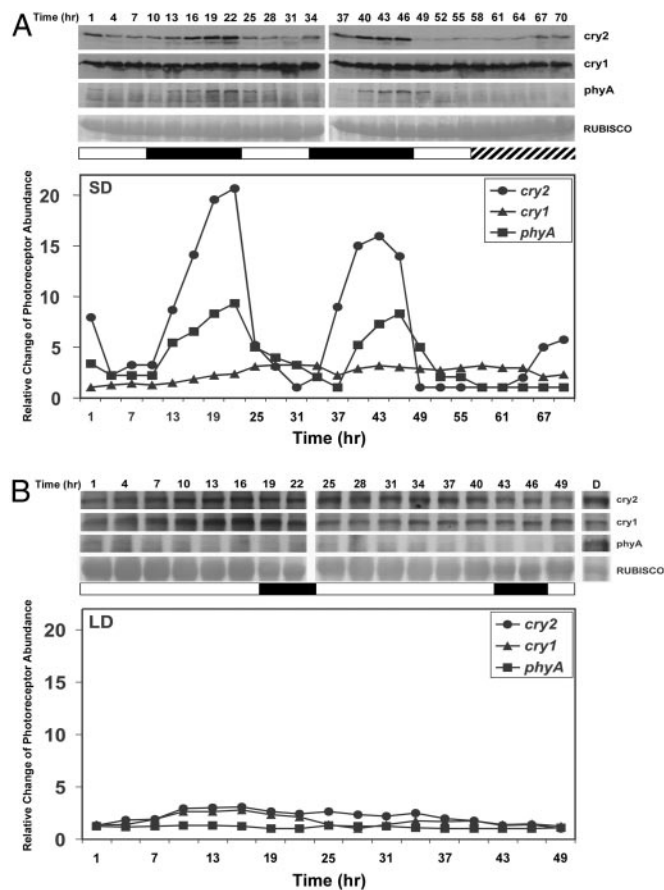 A
Time (hr) 1 4 7 10 13 16 19 22 25 28 31 34 37 40 43 46 49 52 55 58 61 64 67 70
cry2
cry1
phyA
RUBISCO
SD
cry2
cry1
phyA
Relative Change of Photoreceptor Abundance
20
15
10
5
0
1 7 13 19 25 31 37 43 49 55 61 67
Time (hr)
B
Time (hr) 1 4 7 10 13 16 19 22 25 28 31 34 37 40 43 46 49 D
cry2
cry1
phyA
RUBISCO
LD
cry2
cry1
phyA
Relative Change of Photoreceptor Abundance
20
15
10
5
0
1 7 13 19 25 31 37 43 49
Time (hr)